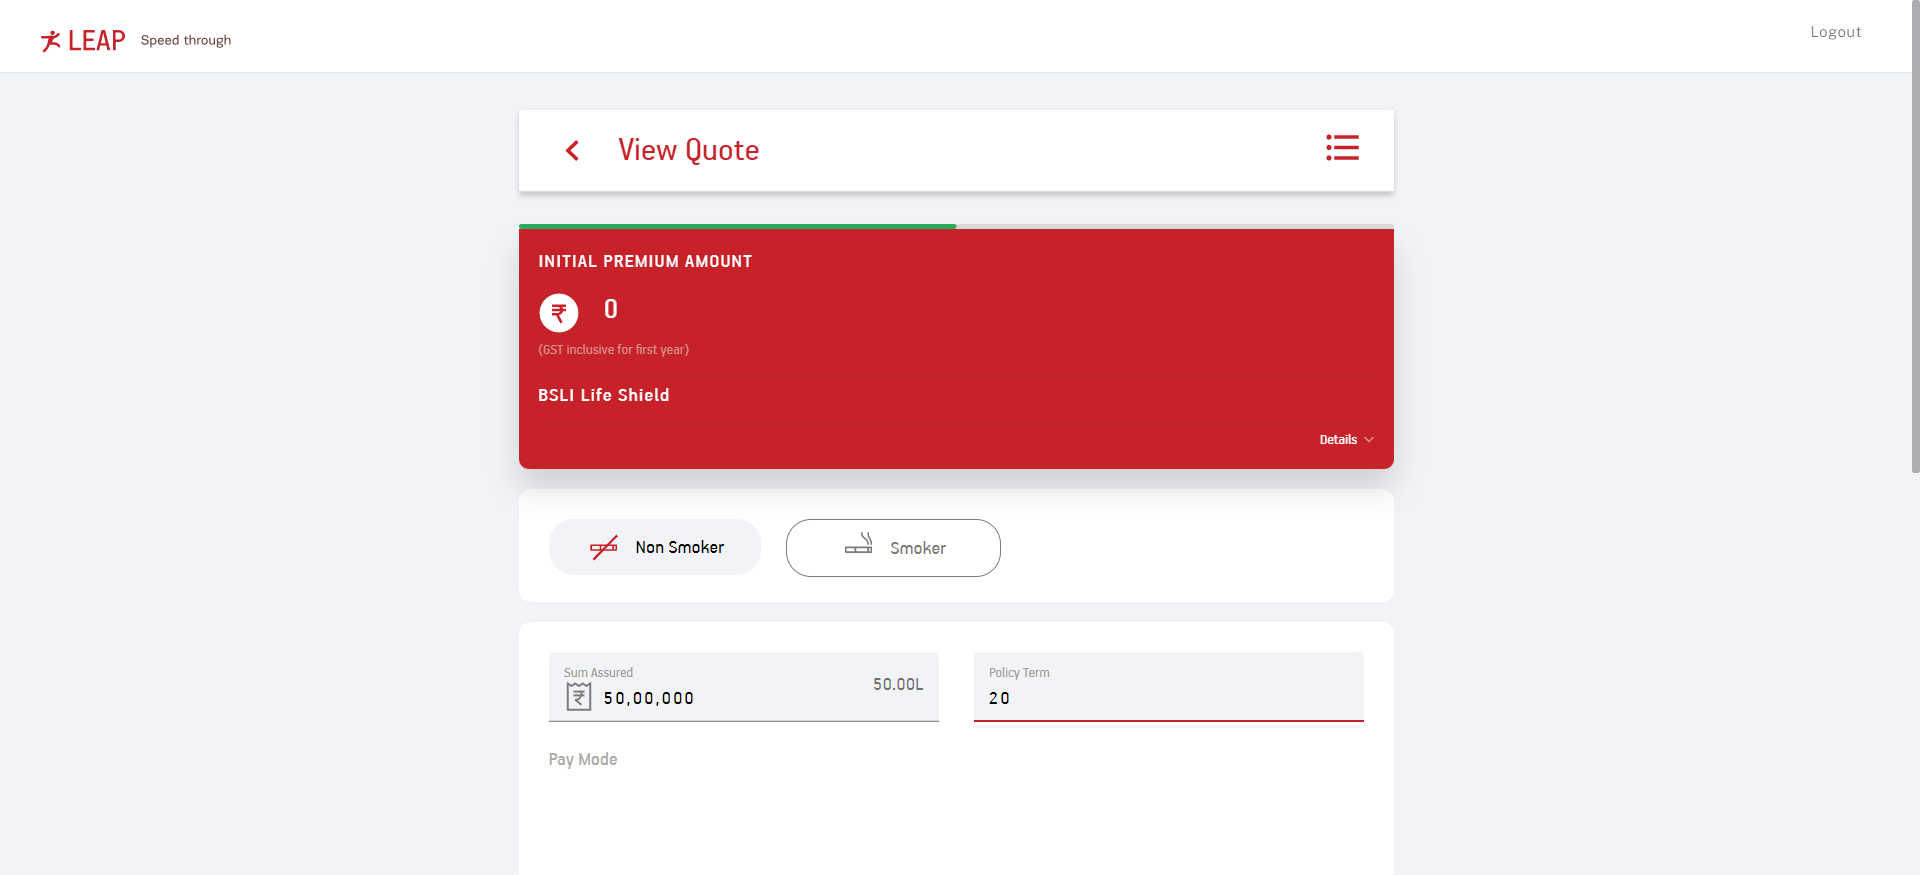 LEAP Speed through
Logout
View Quote
INITIAL PREMIUM AMOUNT
₹ 0
(GST inclusive for first year)
BSLI Life Shield
Details
Non Smoker
Smoker
Sum Assured
₹ 50,00,000
50.00L
Policy Term
20
Pay Mode